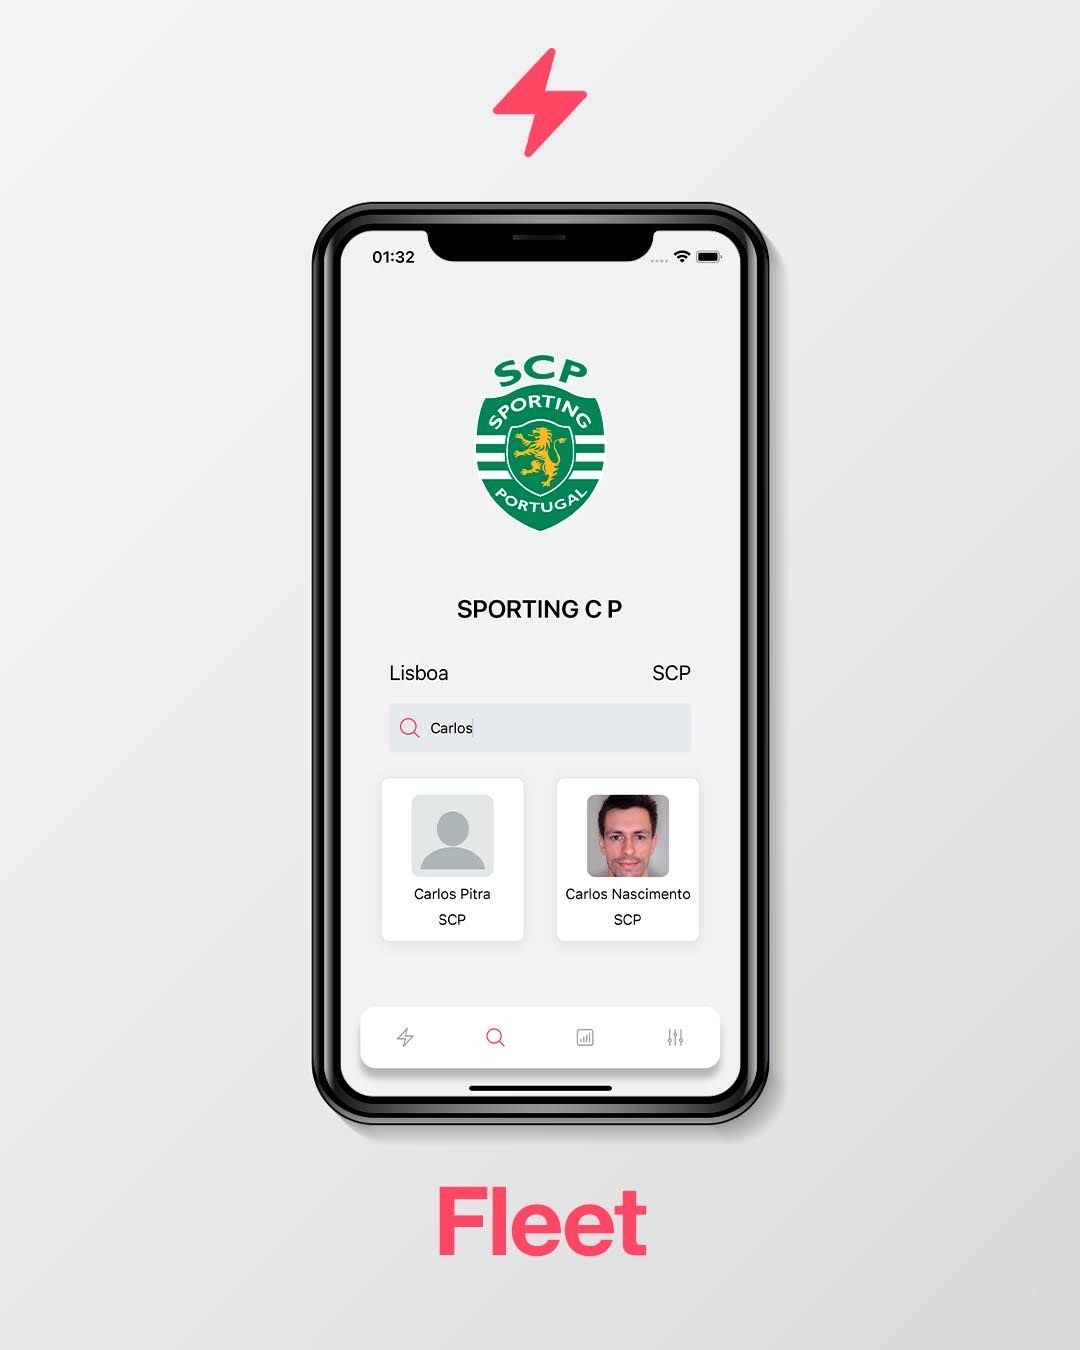 01:32
SCP
SPORTING
PORTUGAL
SPORTING C P
Lisboa SCP
Carlos
Carlos Pitra Carlos Nascimento
SCP SCP
Fleet